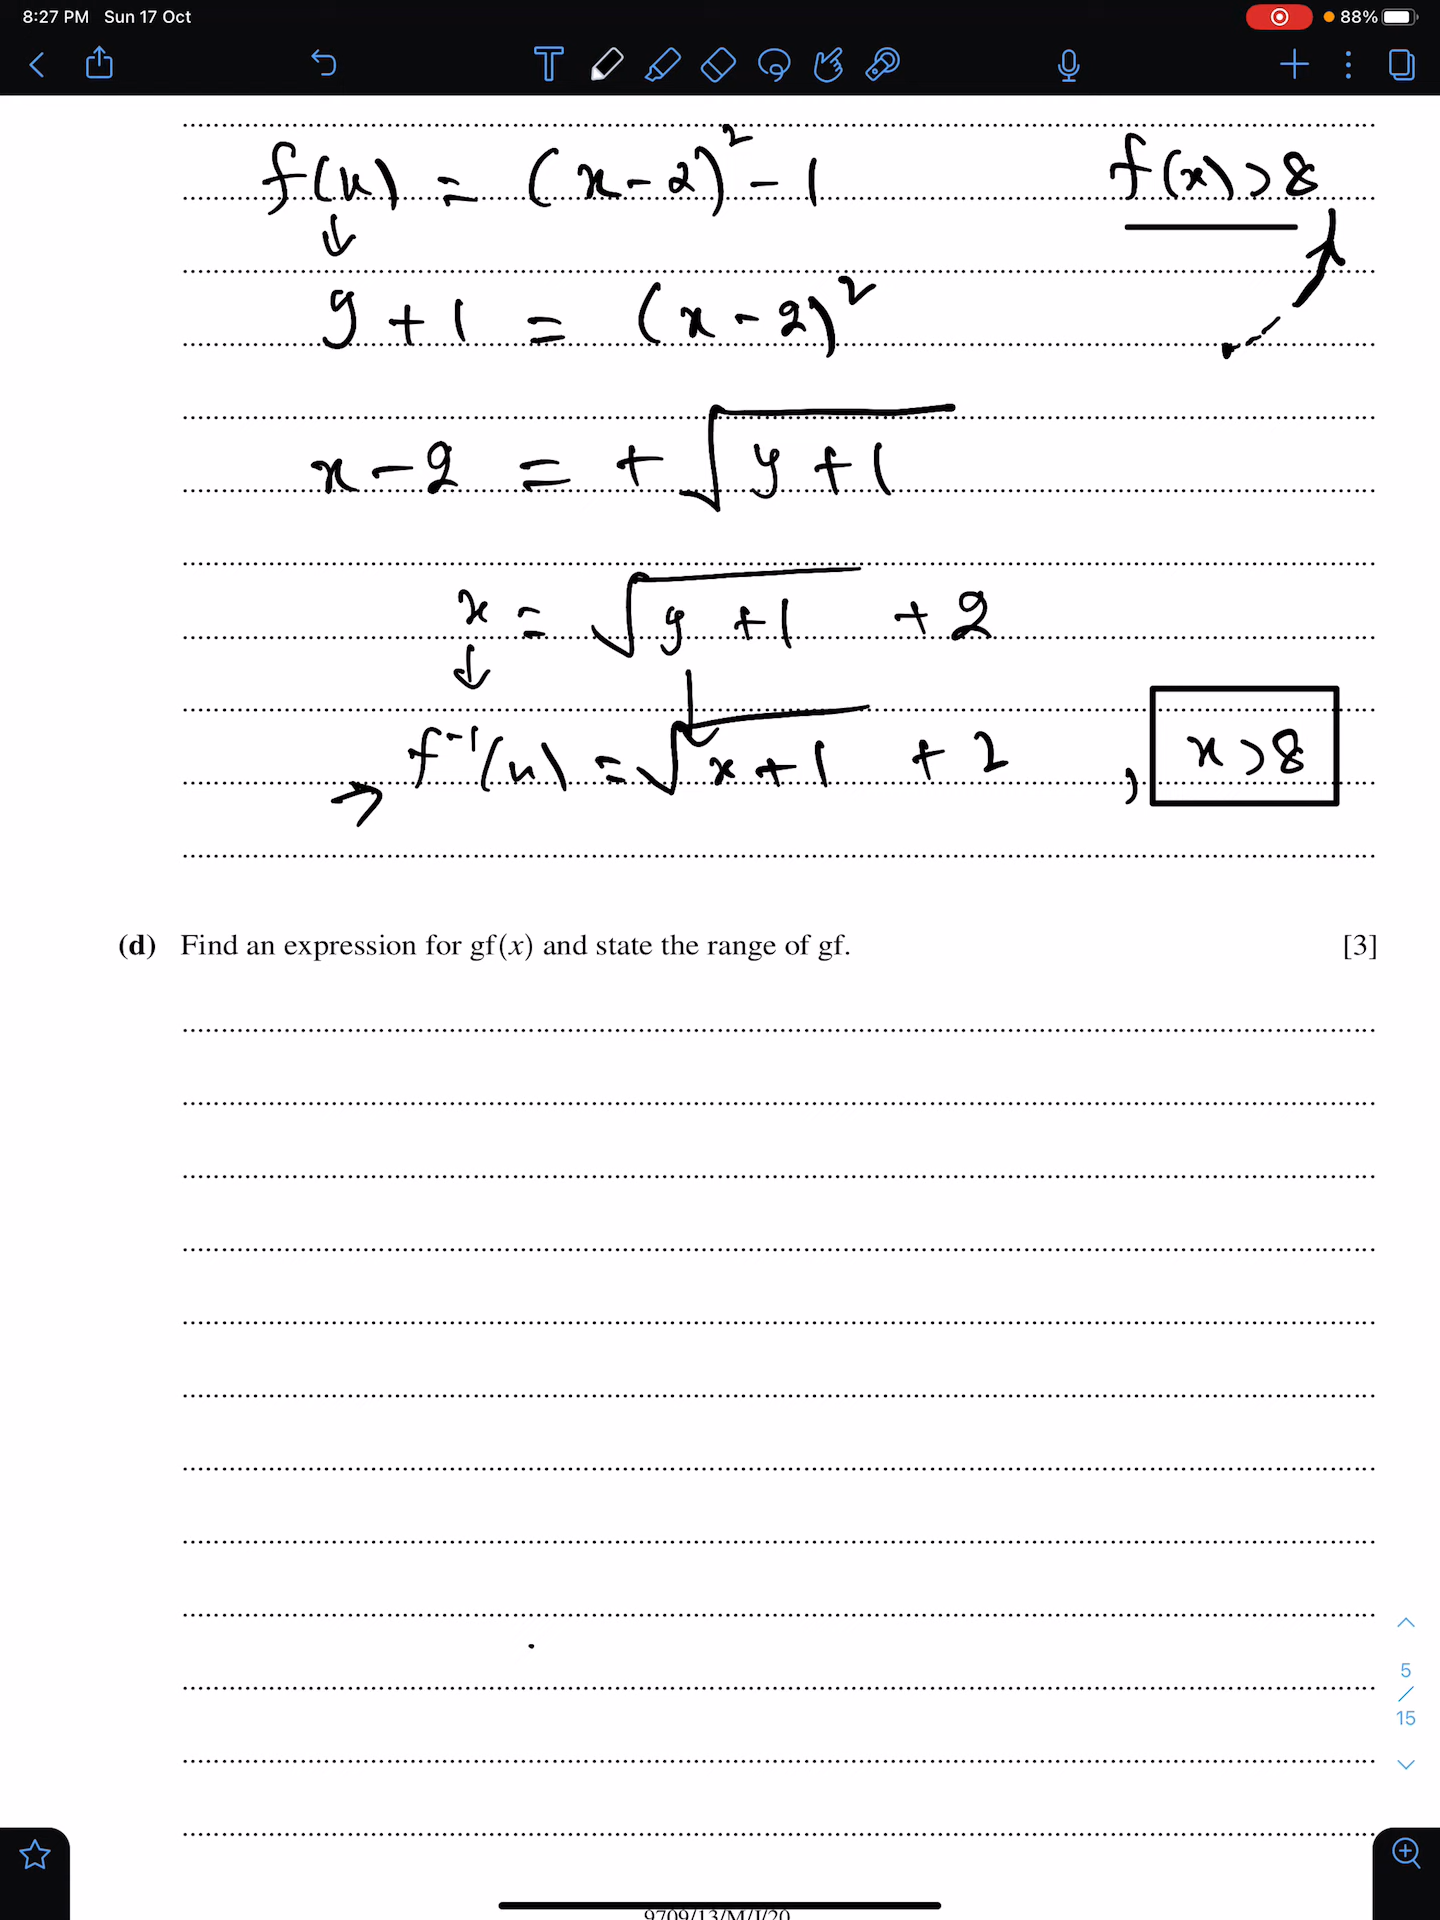 8:27 PM Sun 17 Oct 88%
f(x) = (x-2)² - 1 f(x) > 8
y + 1 = (x - 2)²
x - 2 = + √y + 1
x = √y + 1 + 2
→ f⁻¹(x) = √x + 1 + 2 , x > 8
(d) Find an expression for gf(x) and state the range of gf. [3]
5
/
15
9709/13/M/J/20